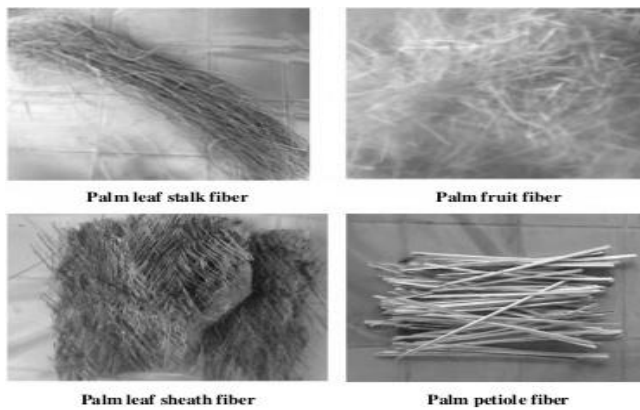 Palm leaf stalk fiber
Palm fruit fiber
Palm leaf sheath fiber
Palm petiole fiber